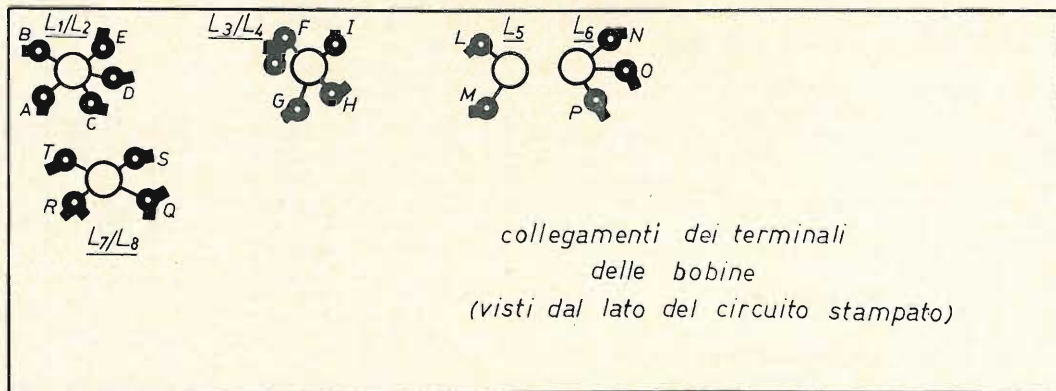 L1/L2
B
E
D
A
C
L3/L4
F
I
G
H
L5
L
M
L6
N
O
P
T
S
R
Q
L7/L8
collegamenti dei terminali
delle bobine
(visti dal lato del circuito stampato)